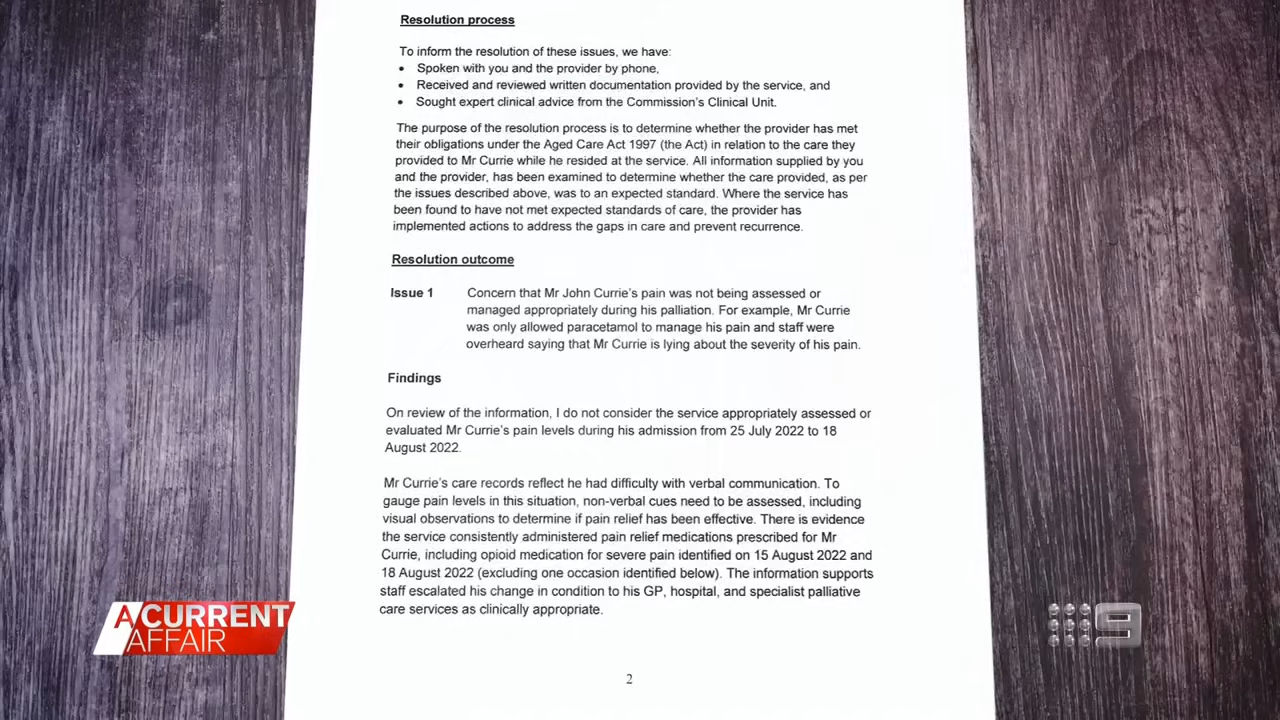 Resolution process
To inform the resolution of these issues, we have:
• Spoken with you and the provider by phone,
• Received and reviewed written documentation provided by the service, and
• Sought expert clinical advice from the Commission's Clinical Unit.
The purpose of the resolution process is to determine whether the provider has met
their obligations under the Aged Care Act 1997 (the Act) in relation to the care they
provided to Mr Currie while he resided at the service. All information supplied by you
and the provider, has been examined to determine whether the care provided, as per
the issues described above, was to an expected standard. Where the service has
been found to have not met expected standards of care, the provider has
implemented actions to address the gaps in care and prevent recurrence.
Resolution outcome
Issue 1 Concern that Mr John Currie's pain was not being assessed or
managed appropriately during his palliation. For example, Mr Currie
was only allowed paracetamol to manage his pain and staff were
overheard saying that Mr Currie is lying about the severity of his pain.
Findings
On review of the information, I do not consider the service appropriately assessed or
evaluated Mr Currie's pain levels during his admission from 25 July 2022 to 18
August 2022.
Mr Currie's care records reflect he had difficulty with verbal communication. To
gauge pain levels in this situation, non-verbal cues need to be assessed, including
visual observations to determine if pain relief has been effective. There is evidence
the service consistently administered pain relief medications prescribed for Mr
Currie, including opioid medication for severe pain identified on 15 August 2022 and
18 August 2022 (excluding one occasion identified below). The information supports
staff escalated his change in condition to his GP, hospital, and specialist palliative
care services as clinically appropriate.
2
A CURRENT
AFFAIR
9